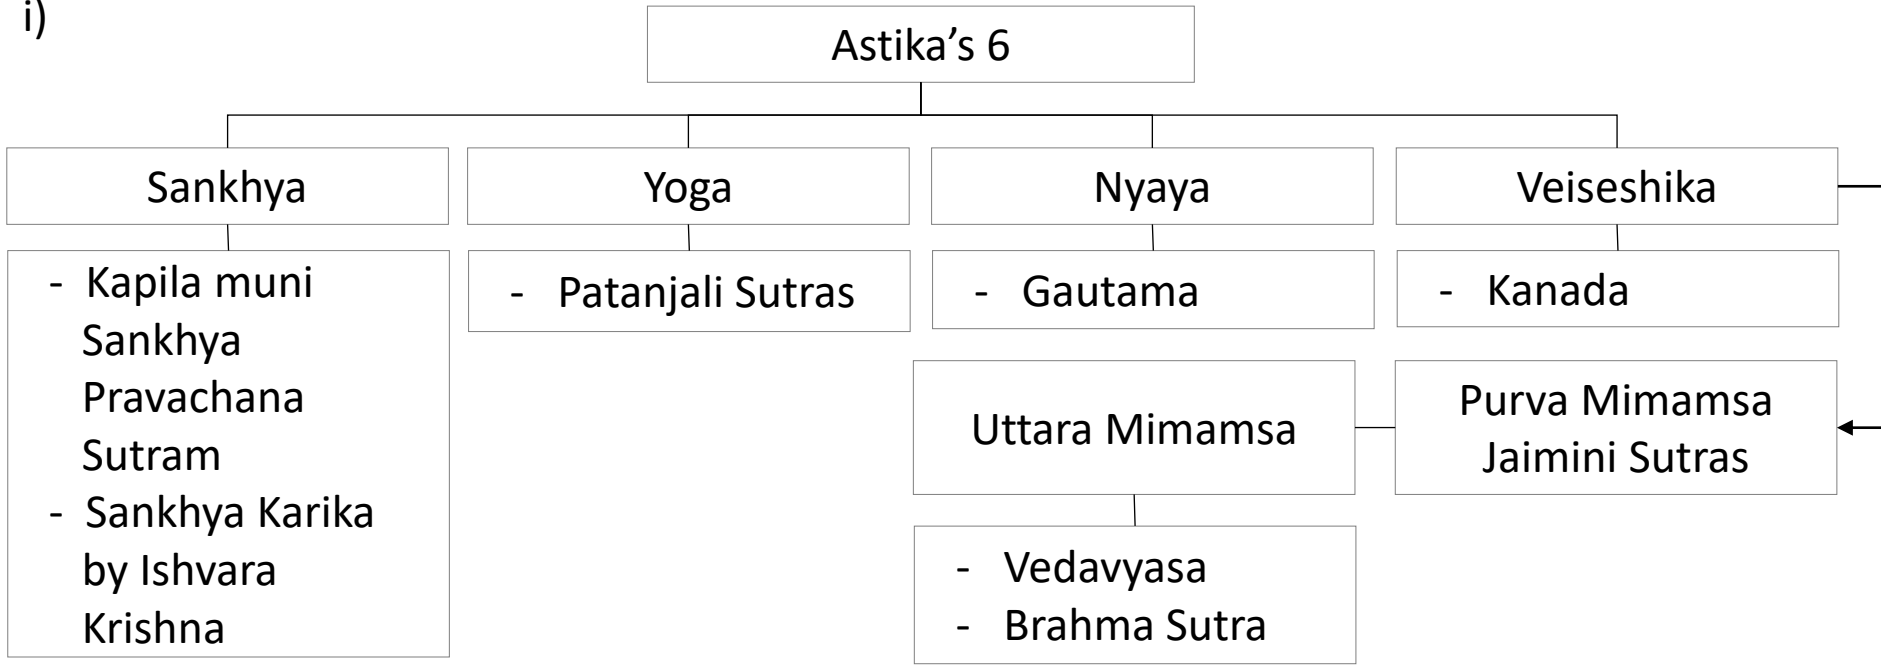 i)
Astika’s 6
Sankhya
Yoga
Nyaya
Veiseshika
- Kapila muni
Sankhya
Pravachana
Sutram
- Sankhya Karika
by Ishvara
Krishna
- Patanjali Sutras
- Gautama
- Kanada
Purva Mimamsa
Jaimini Sutras
Uttara Mimamsa
- Vedavyasa
- Brahma Sutra